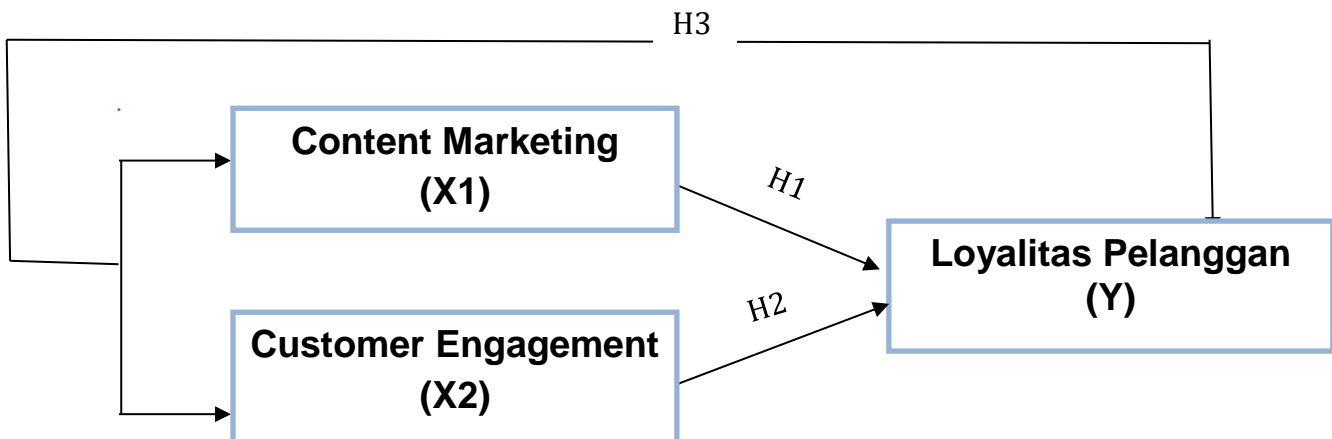 H3
Content Marketing
(X1)
H1
Loyalitas Pelanggan
(Y)
H2
Customer Engagement
(X2)